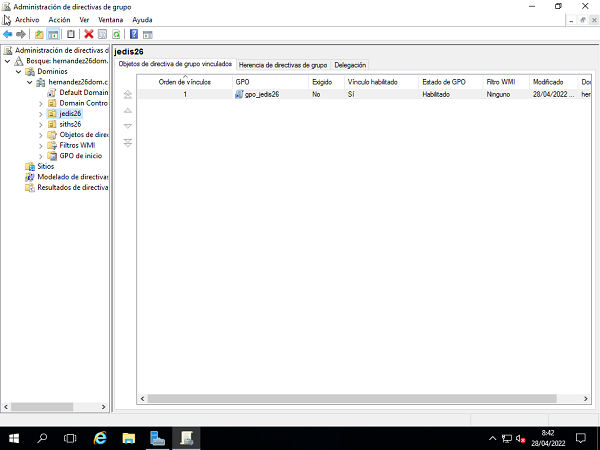 Administración de directivas de grupo
Archivo Acción Ver Ventana Ayuda
Administración de directivas d
Bosque: hernandez26dom.
Dominios
hernandez26dom.c
Default Domain
Domain Contro
jedis26
siths26
Objetos de direc
Filtros WMI
GPO de inicio
Sitios
Modelado de directivas
Resultados de directiva
jedis26
Objetos de directiva de grupo vinculados Herencia de directivas de grupo Delegación
Orden de vínculos GPO Exigido Vínculo habilitado Estado de GPO Filtro WMI Modificado Dor
1 gpo_jedis26 No Sí Habilitado Ninguno 28/04/2022 ... her
8:42
28/04/2022